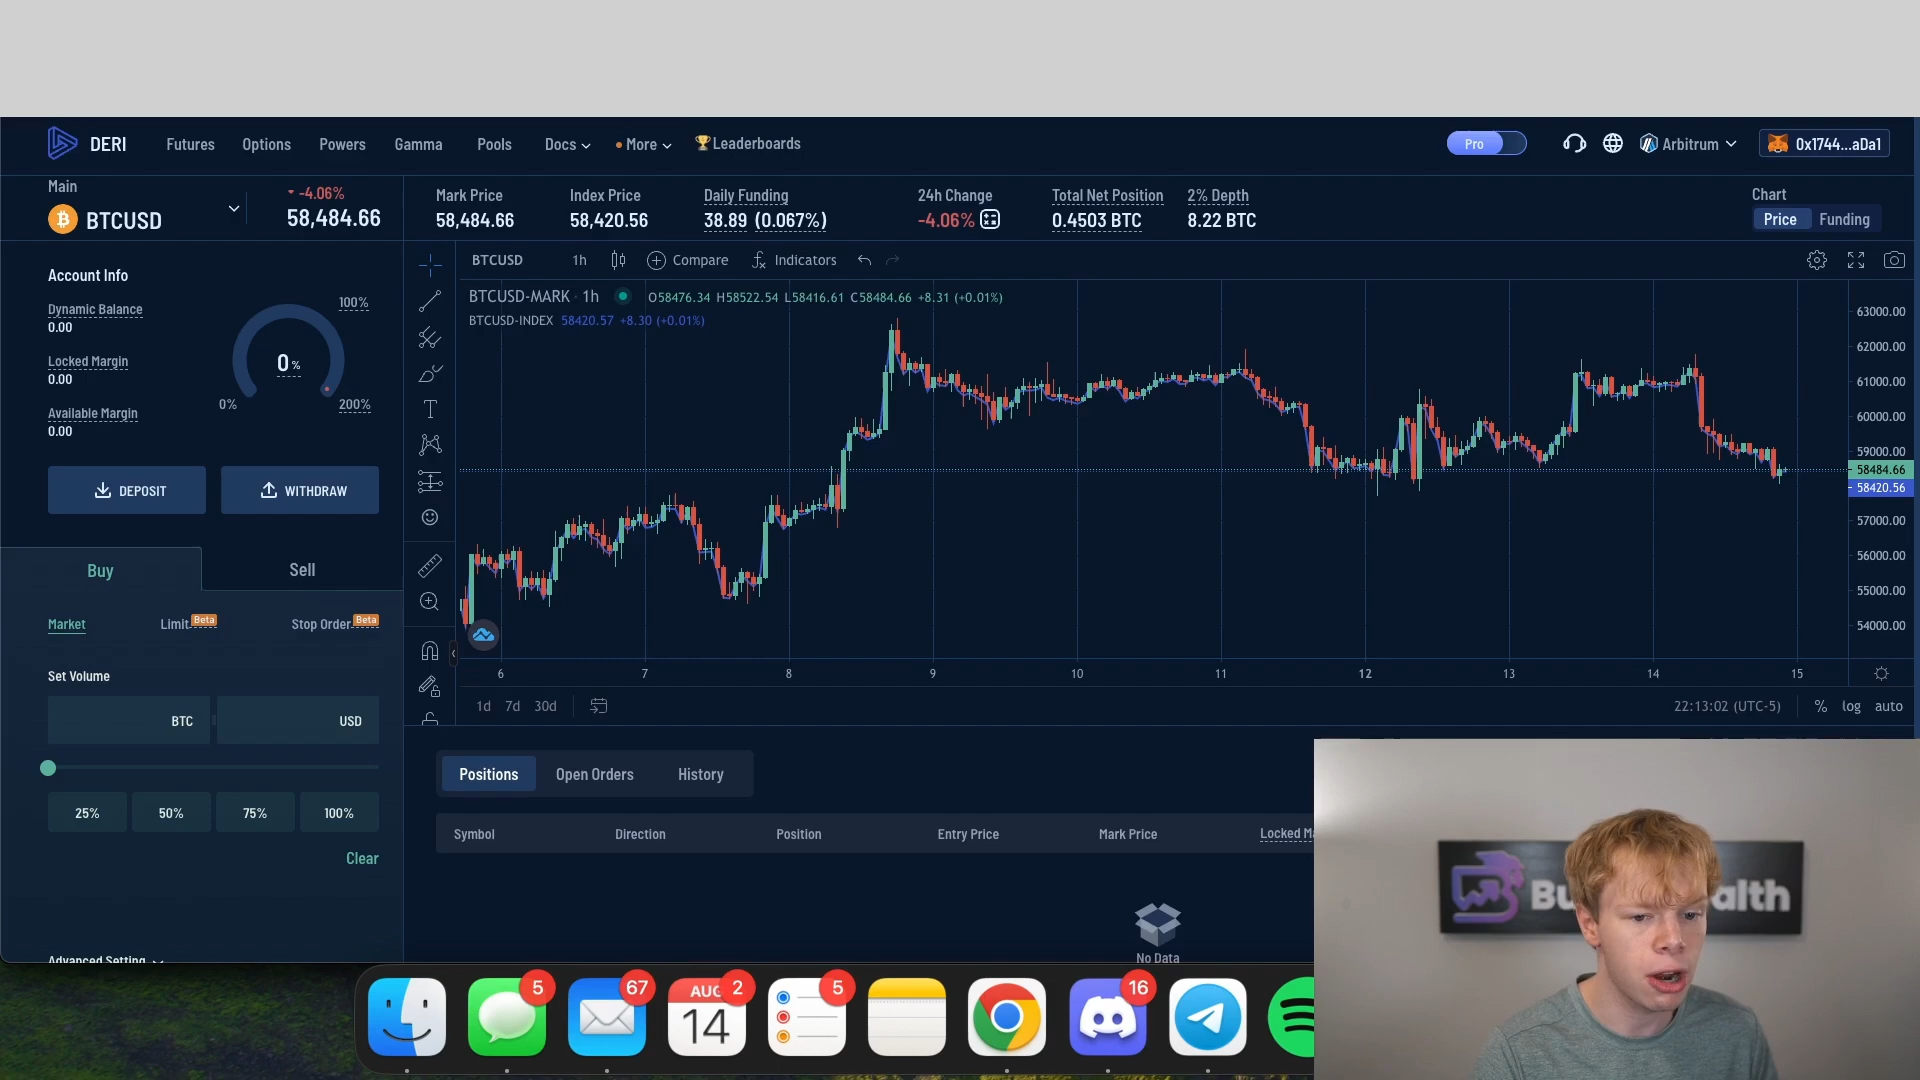 DERI
Futures
Options
Powers
Gamma
Pools
Docs
More
Leaderboards
Pro
Arbitrum
0x1744...aDa1
Main
BTCUSD
-4.06%
58,484.66
Mark Price
58,484.66
Index Price
58,420.56
Daily Funding
38.89 (0.067%)
24h Change
-4.06%
Total Net Position
0.4503 BTC
2% Depth
8.22 BTC
Chart
Price
Funding
Account Info
Dynamic Balance
0.00
Locked Margin
0.00
Available Margin
0.00
100%
0 %
0%
200%
DEPOSIT
WITHDRAW
Buy
Sell
Market
Limit Beta
Stop Order Beta
Set Volume
BTC
USD
25%
50%
75%
100%
Clear
Advanced Setting
BTCUSD
1h
Compare
Indicators
BTCUSD-MARK · 1h
O58476.34 H58522.54 L58416.61 C58484.66 +8.31 (+0.01%)
BTCUSD-INDEX 58420.57 +8.30 (+0.01%)
63000.00
62000.00
61000.00
60000.00
59000.00
58484.66
58420.56
57000.00
56000.00
55000.00
54000.00
6
7
8
9
10
11
12
13
14
15
1d
7d
30d
22:13:02 (UTC-5)
%
log
auto
Positions
Open Orders
History
Symbol
Direction
Position
Entry Price
Mark Price
No Data
5
67
AUG
14
2
5
16